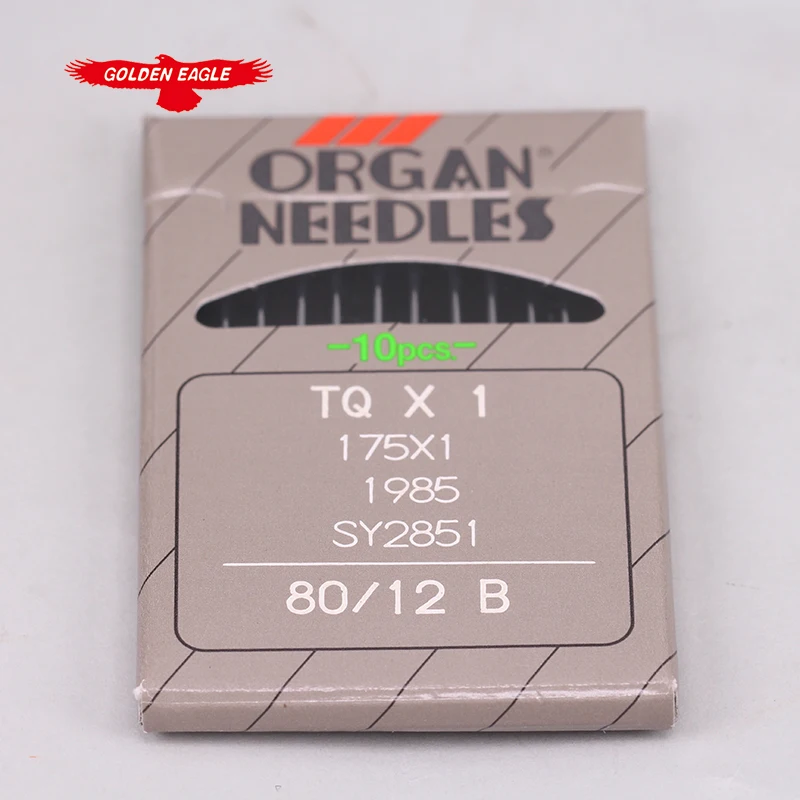 GOLDEN EAGLE
ORGAN®
NEEDLES
-10pcs.-
TQ X 1
175X1
1985
SY2851
80/12 B